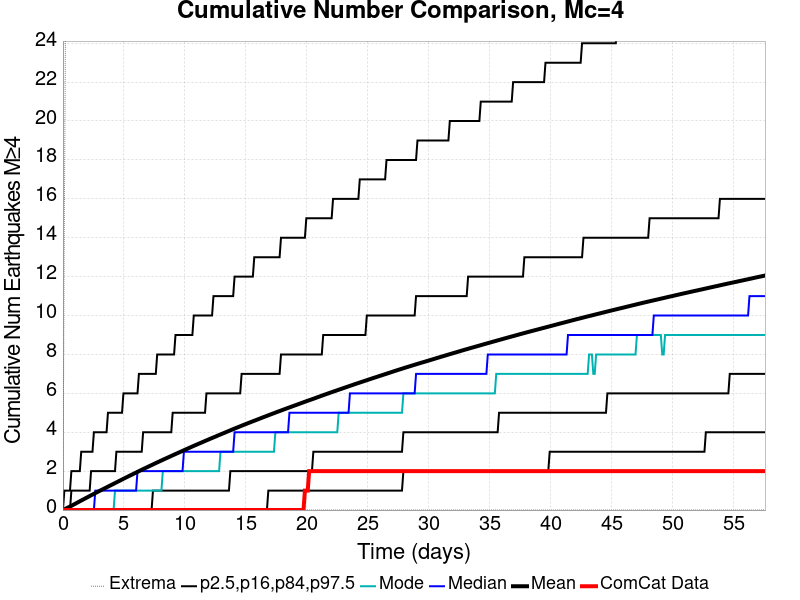 Cumulative Number Comparison, Mc=4
Cumulative Num Earthquakes M≥4
24
22
20
18
16
14
12
10
8
6
4
2
0
0 5 10 15 20 25 30 35 40 45 50 55
Time (days)
Extrema p2.5,p16,p84,p97.5 Mode Median Mean ComCat Data